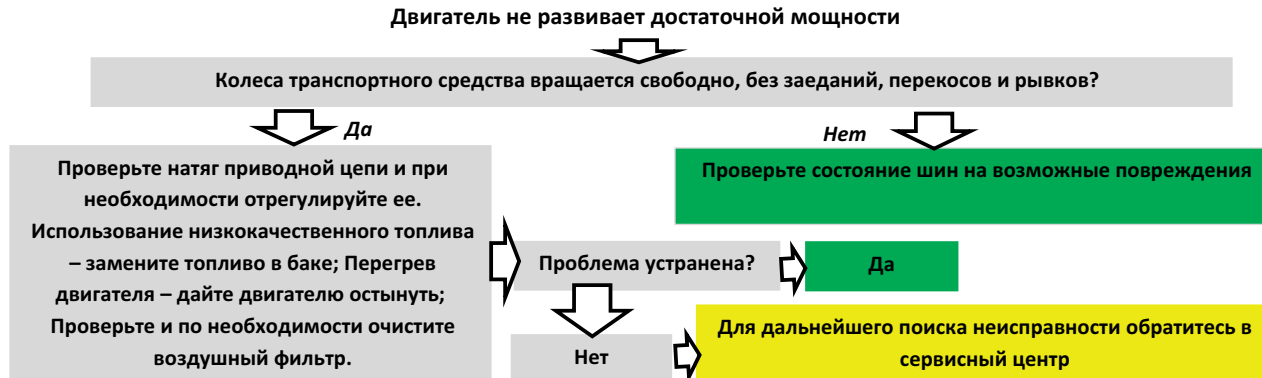 Двигатель не развивает достаточной мощности
Колеса транспортного средства вращается свободно, без заеданий, перекосов и рывков?
Да
Нет
Проверьте натяг приводной цепи и при
необходимости отрегулируйте ее.
Использование низкокачественного топлива
– замените топливо в баке; Перегрев
двигателя – дайте двигателю остынуть;
Проверьте и по необходимости очистите
воздушный фильтр.
Проверьте состояние шин на возможные повреждения
Проблема устранена?
Да
Нет
Для дальнейшего поиска неисправности обратитесь в
сервисный центр